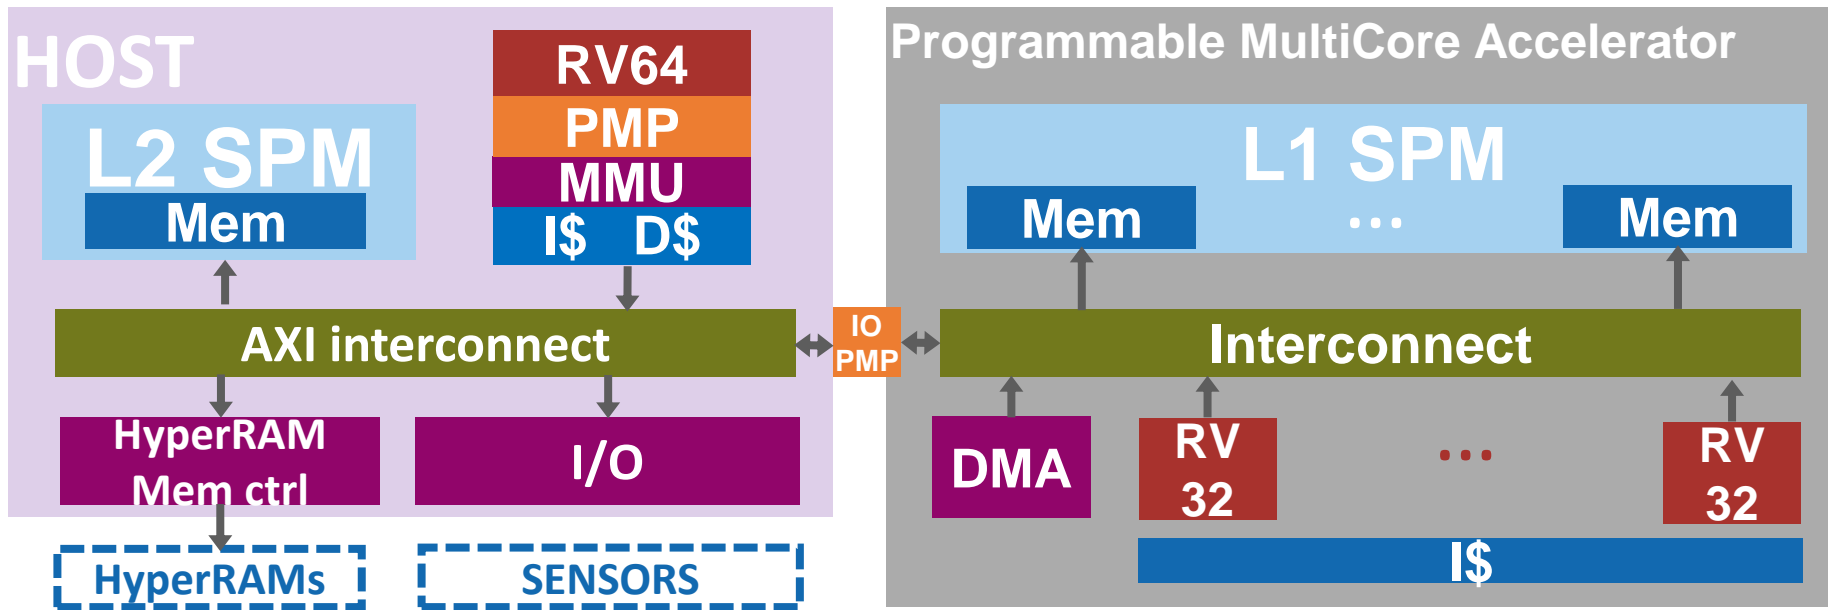 HOST
RV64
PMP
MMU
I$ D$
L2 SPM
Mem
AXI interconnect
HyperRAM
Mem ctrl
I/O
HyperRAMs
SENSORS
IO
PMP
Programmable MultiCore Accelerator
L1 SPM
Mem
...
Mem
Interconnect
DMA
RV
32
...
RV
32
I$